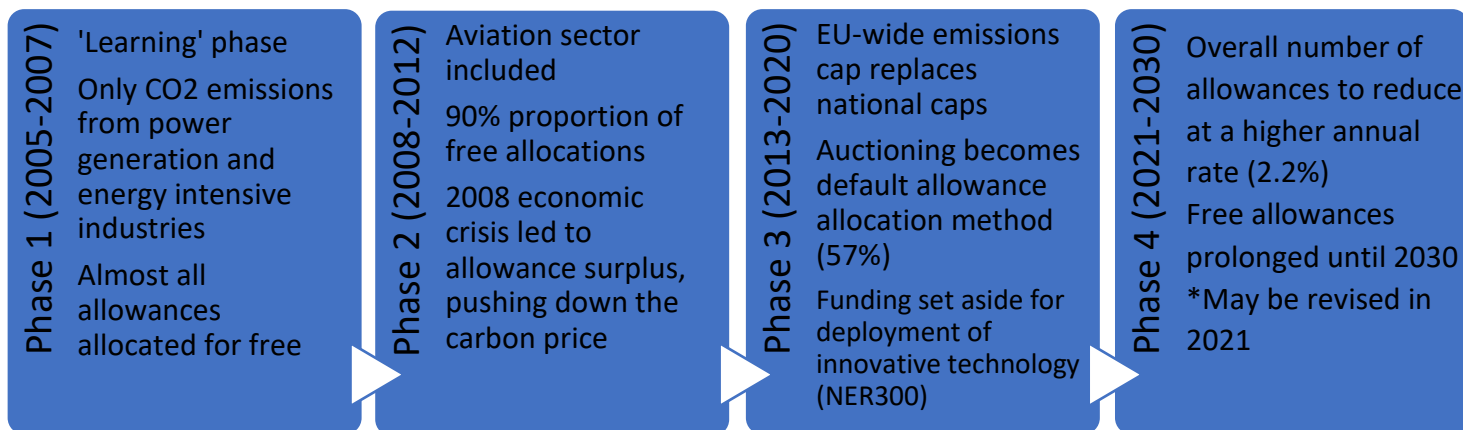 Phase 1 (2005-2007)
'Learning' phase
Only CO2 emissions
from power
generation and
energy intensive
industries
Almost all
allowances
allocated for free
Phase 2 (2008-2012)
Aviation sector
included
90% proportion of
free allocations
2008 economic
crisis led to
allowance surplus,
pushing down the
carbon price
Phase 3 (2013-2020)
EU-wide emissions
cap replaces
national caps
Auctioning becomes
default allowance
allocation method
(57%)
Funding set aside for
deployment of
innovative technology
(NER300)
Phase 4 (2021-2030)
Overall number of
allowances to reduce
at a higher annual
rate (2.2%)
Free allowances
prolonged until 2030
*May be revised in
2021